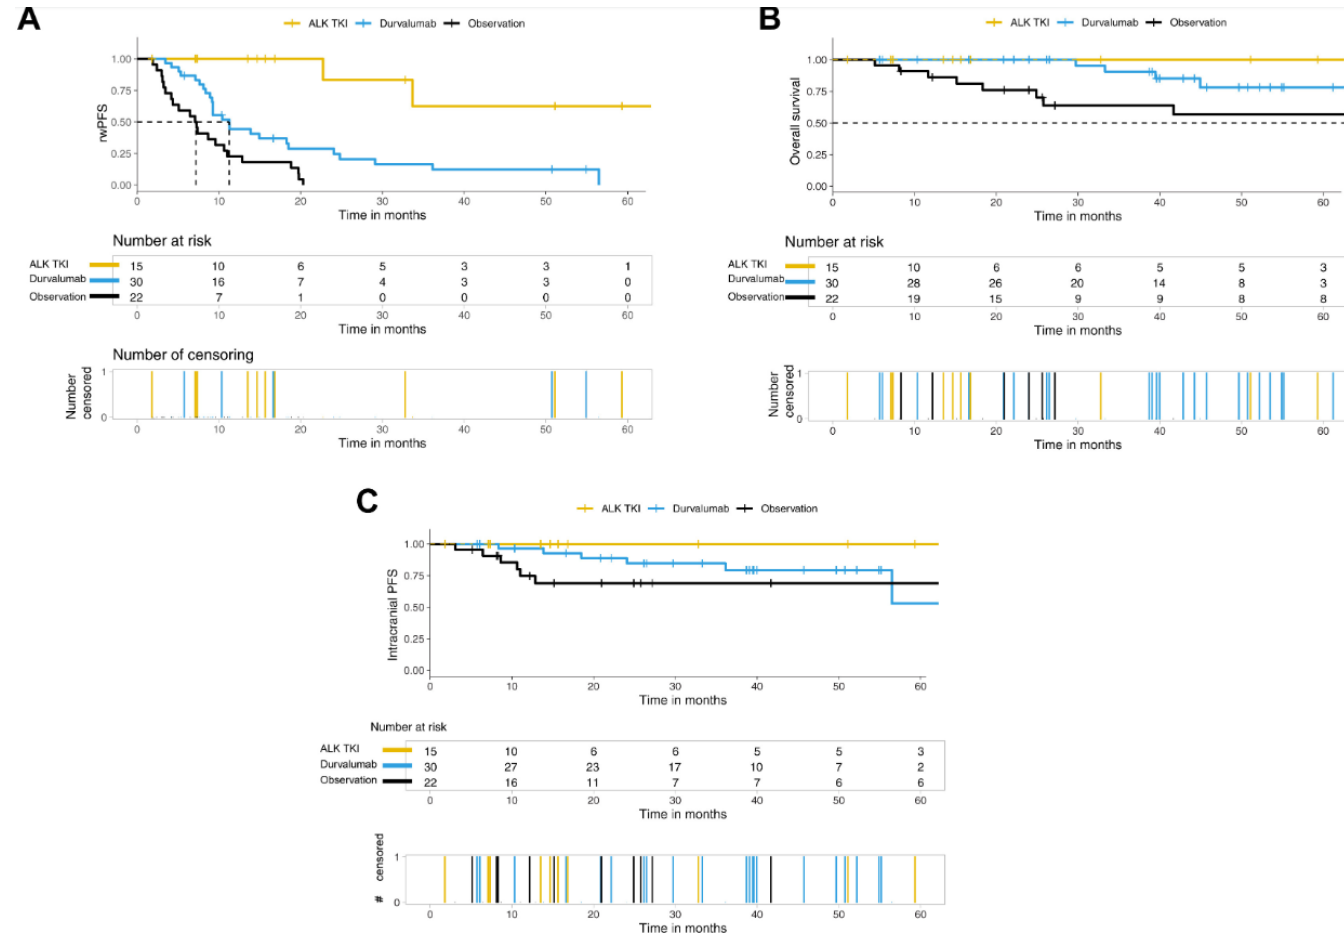 A
ALK TKI Durvalumab Observation
rwPFS
1.00
0.75
0.50
0.25
0.00
0 10 20 30 40 50 60
Time in months
Number at risk
ALK TKI 15 10 6 5 3 3 1
Durvalumab 30 16 7 4 3 3 0
Observation 22 7 1 0 0 0 0
0 10 20 30 40 50 60
Time in months
Number of censoring
Number censored
1
0
0 10 20 30 40 50 60
Time in months
B
ALK TKI Durvalumab Observation
Overall survival
1.00
0.75
0.50
0.25
0.00
0 10 20 30 40 50 60
Time in months
Number at risk
ALK TKI 15 10 6 6 5 5 3
Durvalumab 30 28 26 20 14 8 3
Observation 22 19 15 9 9 8 8
0 10 20 30 40 50 60
Time in months
Number censored
1
0
0 10 20 30 40 50 60
Time in months
C
ALK TKI Durvalumab Observation
Intracranial PFS
1.00
0.75
0.50
0.25
0.00
0 10 20 30 40 50 60
Time in months
Number at risk
ALK TKI 15 10 6 6 5 5 3
Durvalumab 30 27 23 17 10 7 2
Observation 22 16 11 7 7 6 6
0 10 20 30 40 50 60
Time in months
# censored
1
0
0 10 20 30 40 50 60
Time in months